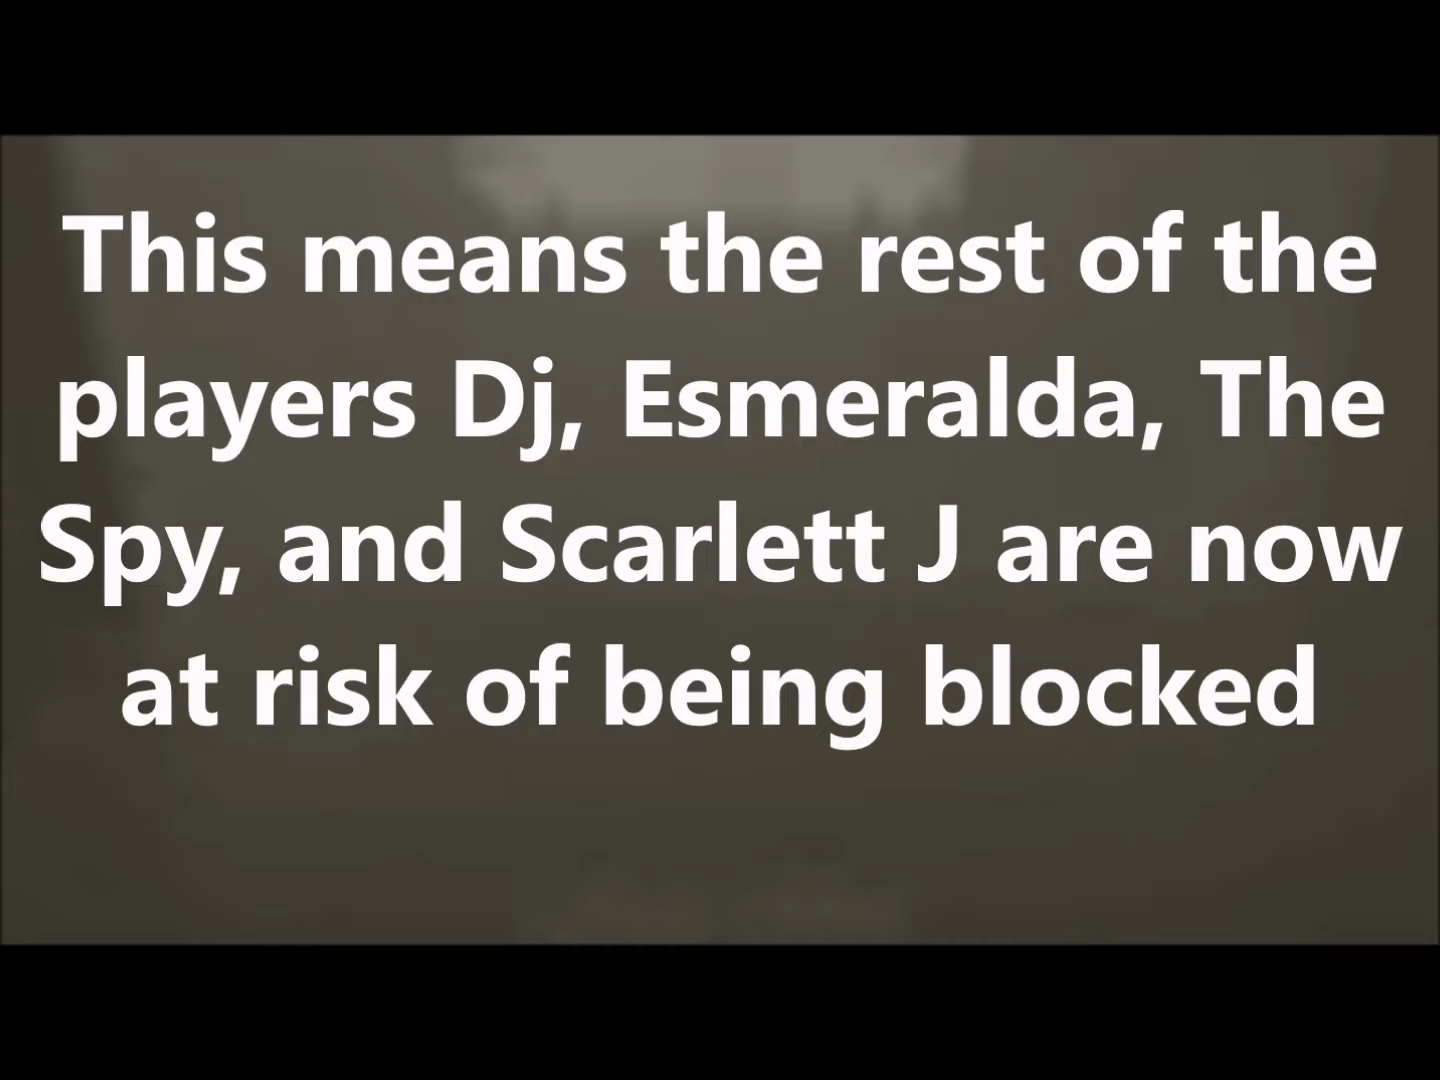 This means the rest of the
players Dj, Esmeralda, The
Spy, and Scarlett J are now
at risk of being blocked